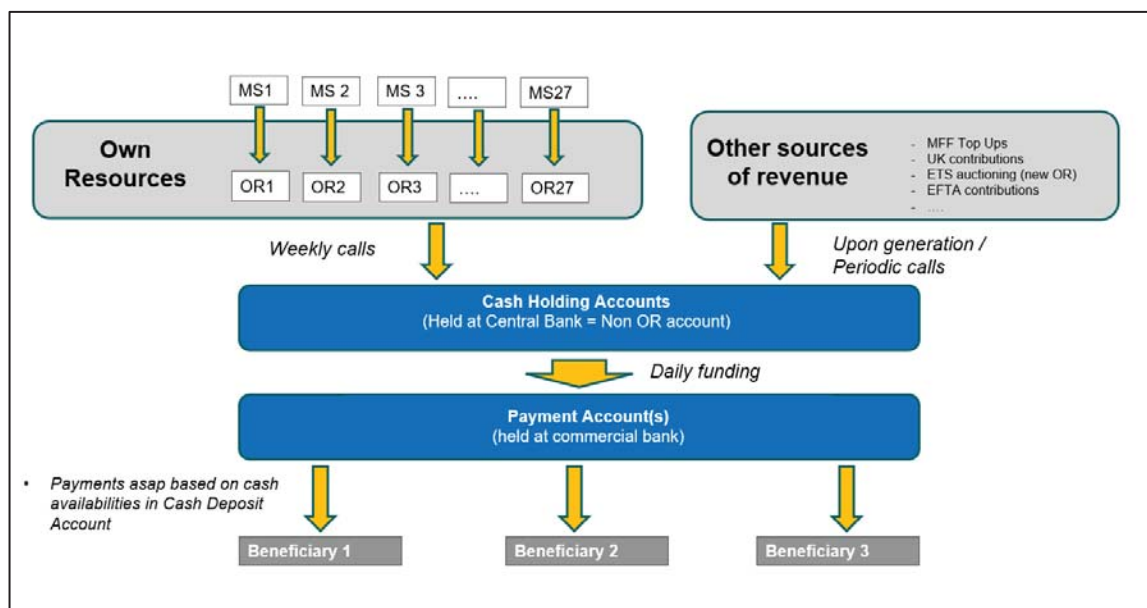 MS1 MS 2 MS 3 .... MS27
Own
Resources
OR1 OR2 OR3 .... OR27
Other sources
of revenue
- MFF Top Ups
- UK contributions
- ETS auctioning (new OR)
- EFTA contributions
- ....
Weekly calls
Upon generation /
Periodic calls
Cash Holding Accounts
(Held at Central Bank = Non OR account)
Daily funding
Payment Account(s)
(held at commercial bank)
• Payments asap based on cash
availabilities in Cash Deposit
Account
Beneficiary 1 Beneficiary 2 Beneficiary 3